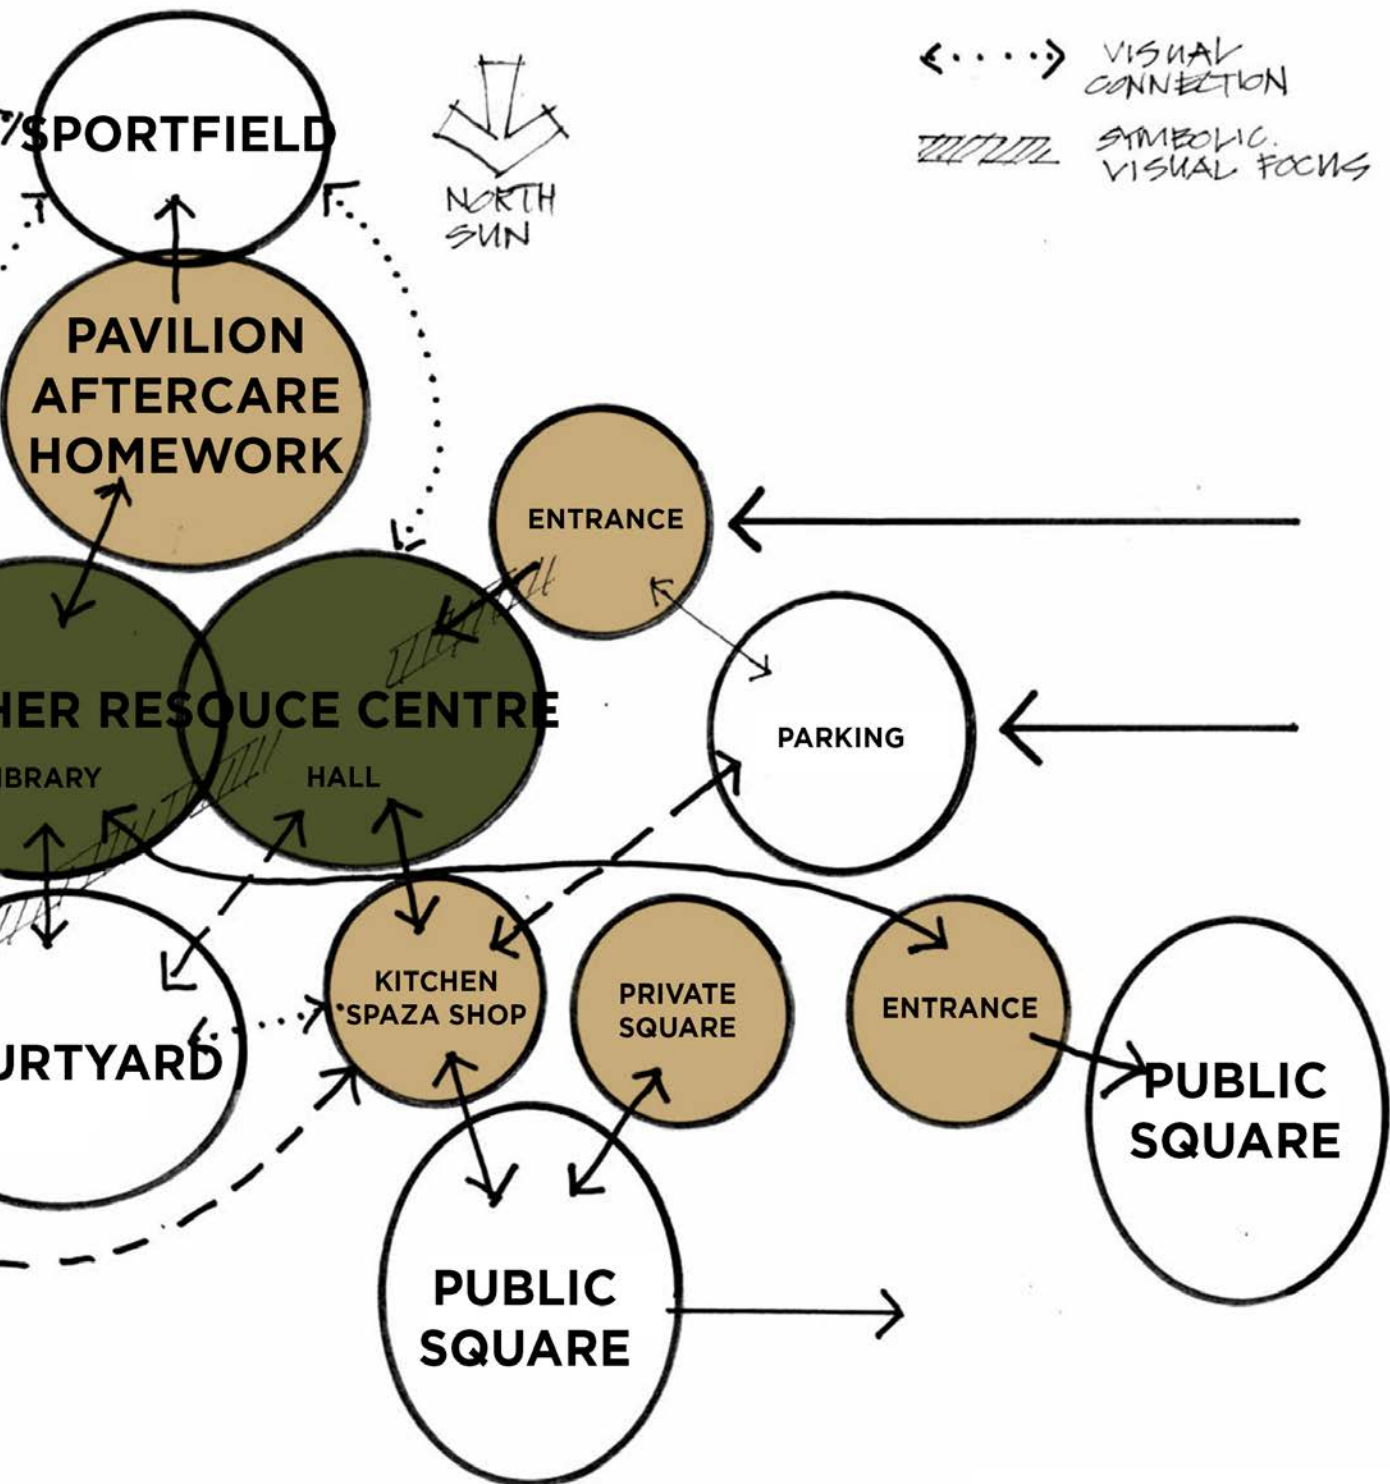 VISUAL
CONNECTION
SYMBOLIC.
VISUAL FOCUS
SPORTFIELD
NORTH
SUN
PAVILION
AFTERCARE
HOMEWORK
ENTRANCE
HER RESOUCE CENTRE
PARKING
IBRARY
HALL
KITCHEN
SPAZA SHOP
PRIVATE
SQUARE
ENTRANCE
URTYARD
PUBLIC
SQUARE
PUBLIC
SQUARE